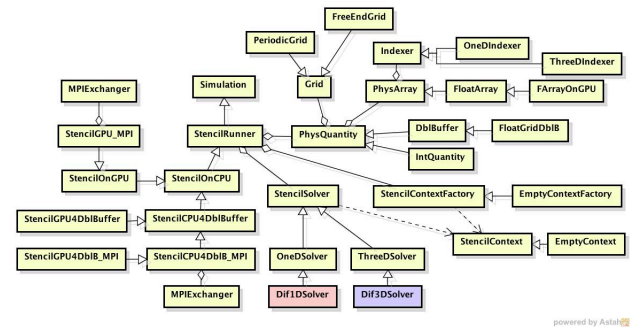 FreeEndGrid
PeriodicGrid
Indexer
OneDIndexer
ThreeDIndexer
MPIExchanger
Simulation
Grid
PhysArray
FloatArray
FArrayOnGPU
StencilGPU_MPI
StencilRunner
PhysQuantity
DblBuffer
FloatGridDblB
IntQuantity
StencilOnGPU
StencilOnCPU
StencilSolver
StencilContextFactory
EmptyContextFactory
StencilGPU4DblBuffer
StencilCPU4DblBuffer
StencilContext
EmptyContext
StencilGPU4DblB_MPI
StencilCPU4DblB_MPI
OneDSolver
ThreeDSolver
MPIExchanger
Dif1DSolver
Dif3DSolver
powered by Astah